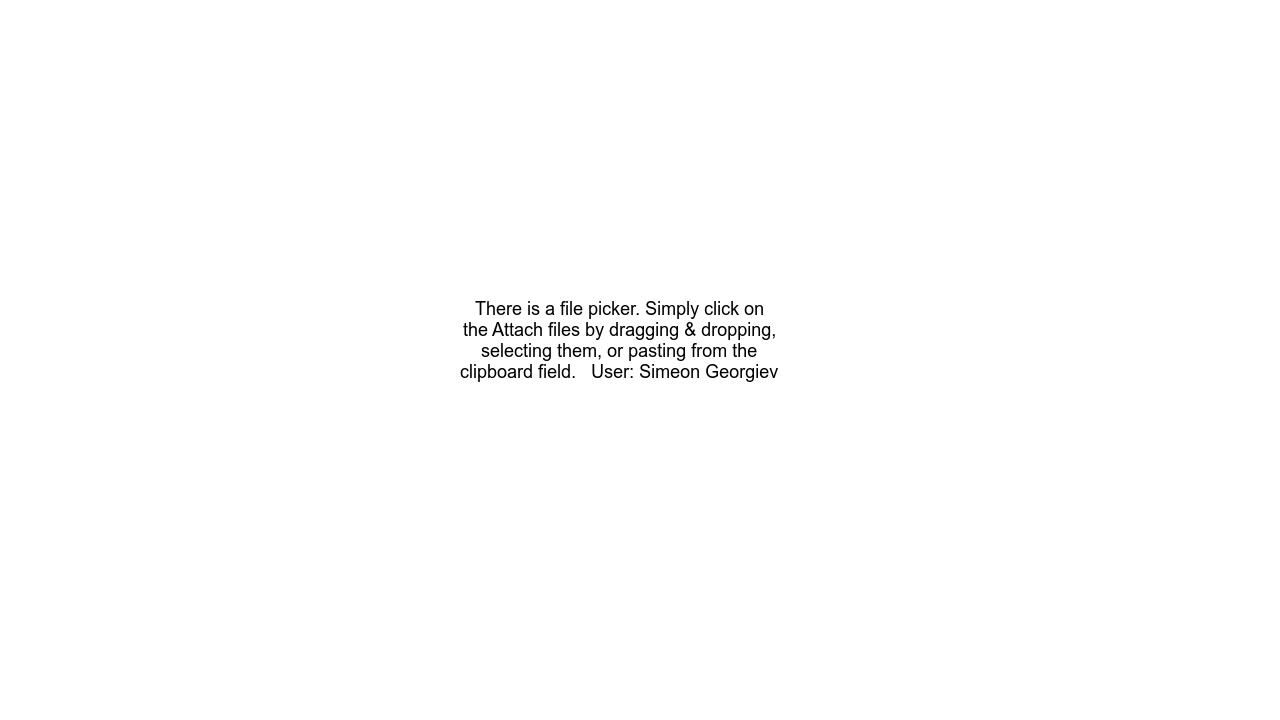 There is a file picker. Simply click on
the Attach files by dragging & dropping,
selecting them, or pasting from the
clipboard field.   User: Simeon Georgiev